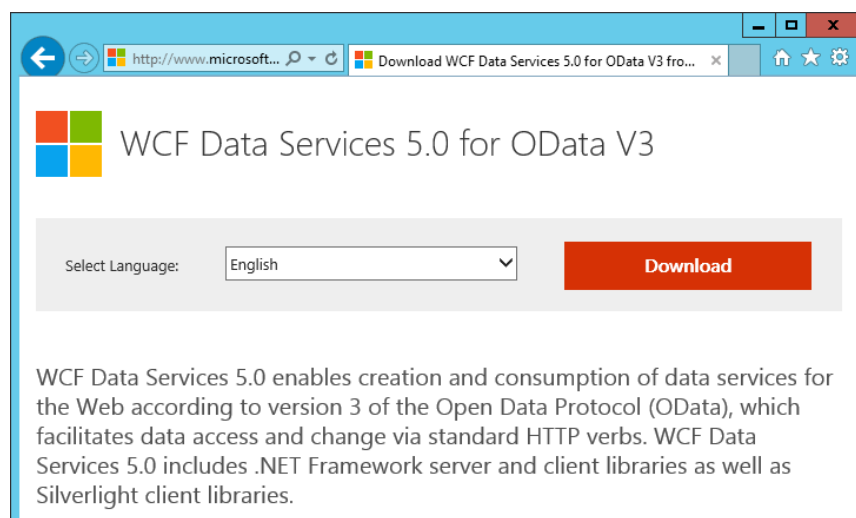 http://www.microsoft...
Download WCF Data Services 5.0 for OData V3 fro...
WCF Data Services 5.0 for OData V3
Select Language:
English
Download
WCF Data Services 5.0 enables creation and consumption of data services for
the Web according to version 3 of the Open Data Protocol (OData), which
facilitates data access and change via standard HTTP verbs. WCF Data
Services 5.0 includes .NET Framework server and client libraries as well as
Silverlight client libraries.